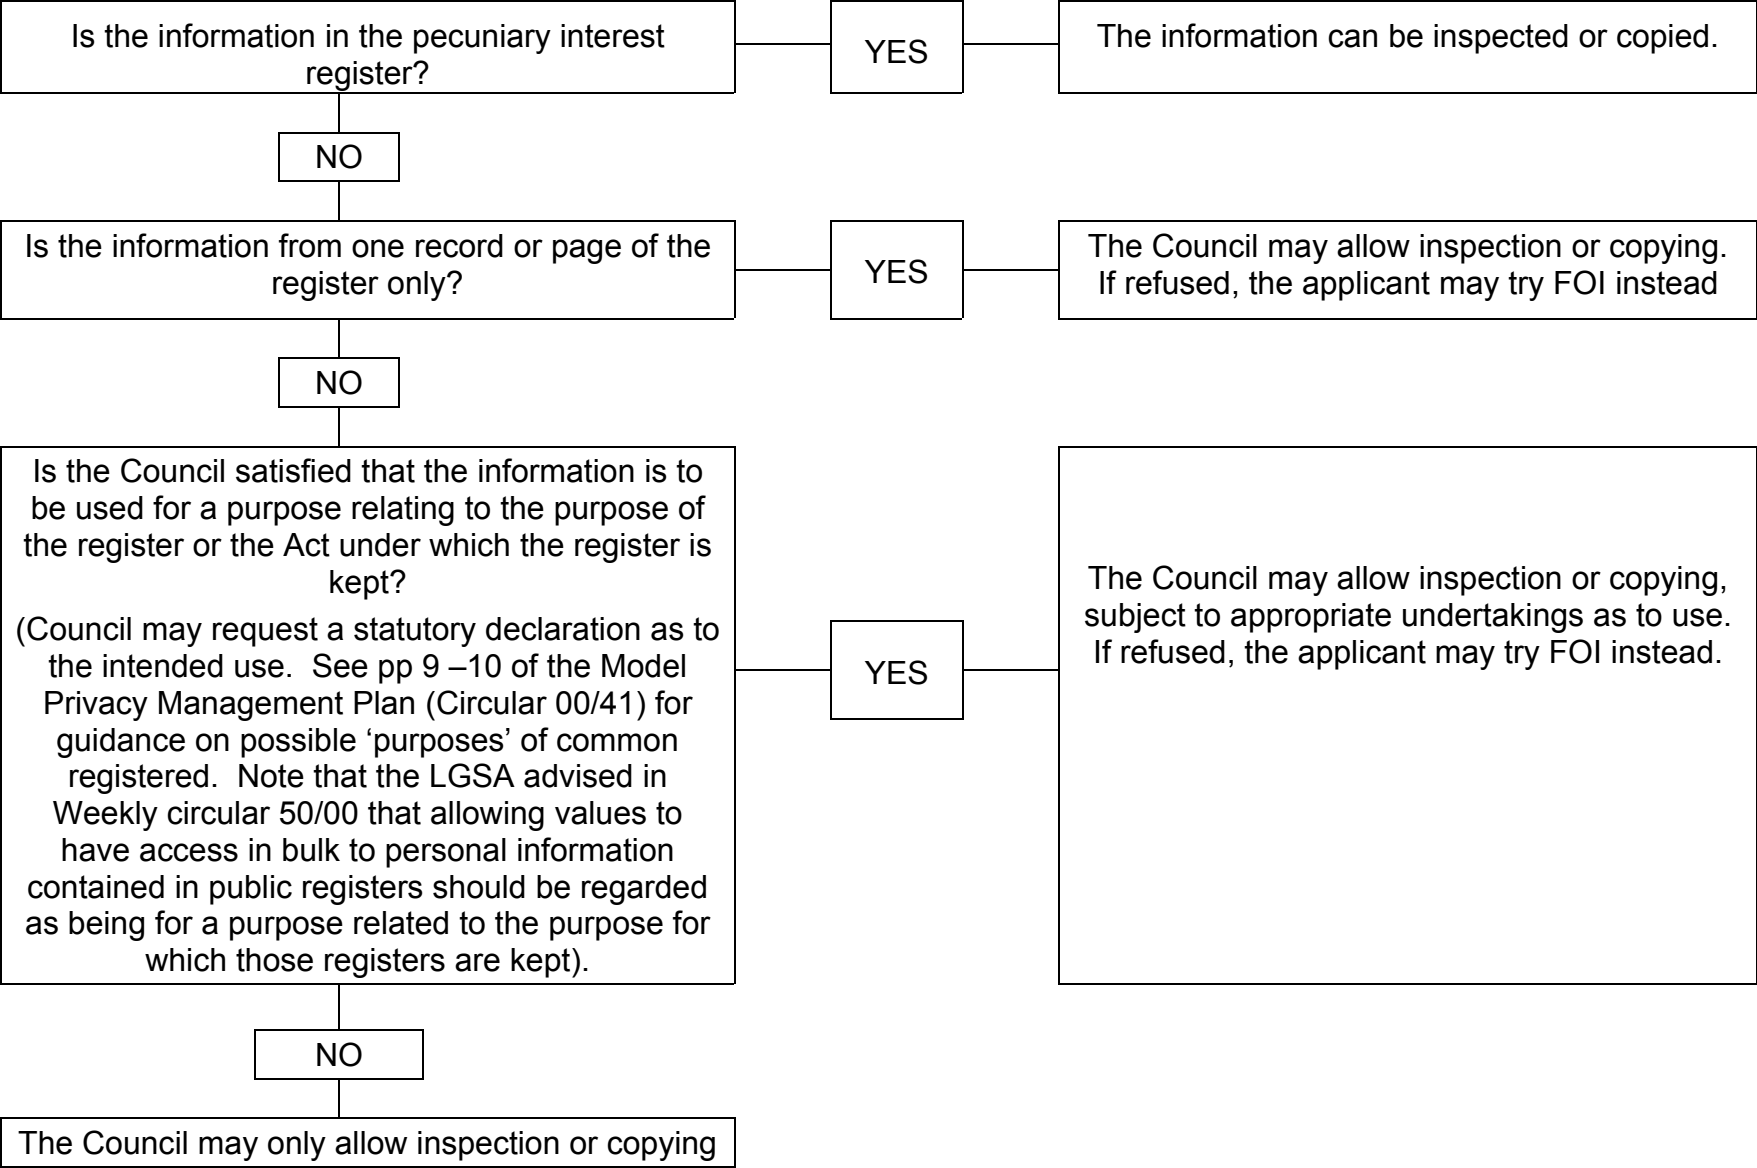 Is the information in the pecuniary interest
register?
YES
The information can be inspected or copied.
NO
Is the information from one record or page of the
register only?
YES
The Council may allow inspection or copying.
If refused, the applicant may try FOI instead
NO
Is the Council satisfied that the information is to
be used for a purpose relating to the purpose of
the register or the Act under which the register is
kept?
(Council may request a statutory declaration as to
the intended use.  See pp 9 –10 of the Model
Privacy Management Plan (Circular 00/41) for
guidance on possible ‘purposes’ of common
registered.  Note that the LGSA advised in
Weekly circular 50/00 that allowing values to
have access in bulk to personal information
contained in public registers should be regarded
as being for a purpose related to the purpose for
which those registers are kept).
YES
The Council may allow inspection or copying,
subject to appropriate undertakings as to use.
If refused, the applicant may try FOI instead.
NO
The Council may only allow inspection or copying